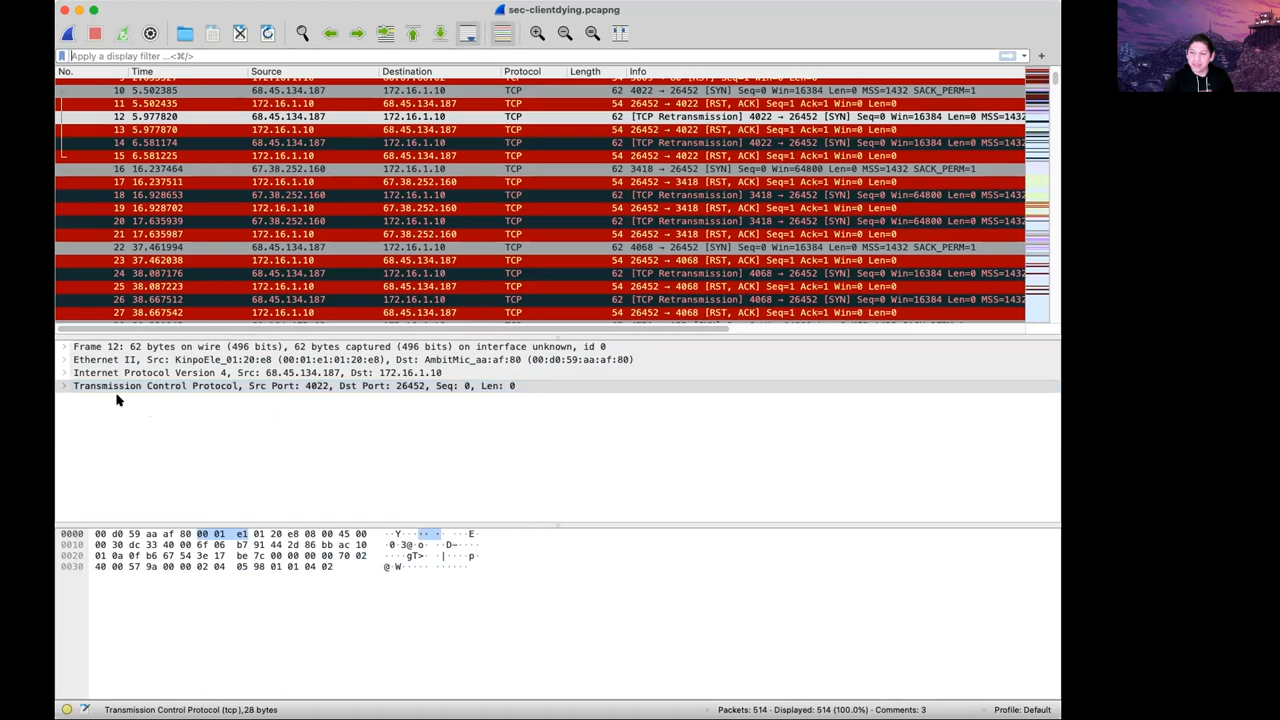 sec-clientdying.pcapng
Apply a display filter … <⌘/>
No. Time Source Destination Protocol Length Info
10 5.502385 68.45.134.187 172.16.1.10 TCP 62 4022 → 26452 [SYN] Seq=0 Win=16384 Len=0 MSS=1432 SACK_PERM=1
11 5.502435 172.16.1.10 68.45.134.187 TCP 54 26452 → 4022 [RST, ACK] Seq=1 Ack=1 Win=0 Len=0
12 5.977820 68.45.134.187 172.16.1.10 TCP 62 [TCP Retransmission] 4022 → 26452 [SYN] Seq=0 Win=16384 Len=0 MSS=1432
13 5.977870 172.16.1.10 68.45.134.187 TCP 54 26452 → 4022 [RST, ACK] Seq=1 Ack=1 Win=0 Len=0
14 6.581174 68.45.134.187 172.16.1.10 TCP 62 [TCP Retransmission] 4022 → 26452 [SYN] Seq=0 Win=16384 Len=0 MSS=1432
15 6.581225 172.16.1.10 68.45.134.187 TCP 54 26452 → 4022 [RST, ACK] Seq=1 Ack=1 Win=0 Len=0
16 16.237464 67.38.252.160 172.16.1.10 TCP 62 3418 → 26452 [SYN] Seq=0 Win=64800 Len=0 MSS=1432 SACK_PERM=1
17 16.237511 172.16.1.10 67.38.252.160 TCP 54 26452 → 3418 [RST, ACK] Seq=1 Ack=1 Win=0 Len=0
18 16.928653 67.38.252.160 172.16.1.10 TCP 62 [TCP Retransmission] 3418 → 26452 [SYN] Seq=0 Win=64800 Len=0 MSS=1432
19 16.928702 172.16.1.10 67.38.252.160 TCP 54 26452 → 3418 [RST, ACK] Seq=1 Ack=1 Win=0 Len=0
20 17.635939 67.38.252.160 172.16.1.10 TCP 62 [TCP Retransmission] 3418 → 26452 [SYN] Seq=0 Win=64800 Len=0 MSS=1432
21 17.635987 172.16.1.10 67.38.252.160 TCP 54 26452 → 3418 [RST, ACK] Seq=1 Ack=1 Win=0 Len=0
22 37.461994 68.45.134.187 172.16.1.10 TCP 62 4068 → 26452 [SYN] Seq=0 Win=16384 Len=0 MSS=1432 SACK_PERM=1
23 37.462038 172.16.1.10 68.45.134.187 TCP 54 26452 → 4068 [RST, ACK] Seq=1 Ack=1 Win=0 Len=0
24 38.087176 68.45.134.187 172.16.1.10 TCP 62 [TCP Retransmission] 4068 → 26452 [SYN] Seq=0 Win=16384 Len=0 MSS=1432
25 38.087223 172.16.1.10 68.45.134.187 TCP 54 26452 → 4068 [RST, ACK] Seq=1 Ack=1 Win=0 Len=0
26 38.667512 68.45.134.187 172.16.1.10 TCP 62 [TCP Retransmission] 4068 → 26452 [SYN] Seq=0 Win=16384 Len=0 MSS=1432
27 38.667542 172.16.1.10 68.45.134.187 TCP 54 26452 → 4068 [RST, ACK] Seq=1 Ack=1 Win=0 Len=0
Frame 12: 62 bytes on wire (496 bits), 62 bytes captured (496 bits) on interface unknown, id 0
Ethernet II, Src: KinpoEle_01:20:e8 (00:01:e1:01:20:e8), Dst: AmbitMic_aa:af:80 (00:d0:59:aa:af:80)
Internet Protocol Version 4, Src: 68.45.134.187, Dst: 172.16.1.10
Transmission Control Protocol, Src Port: 4022, Dst Port: 26452, Seq: 0, Len: 0
0000 00 d0 59 aa af 80 00 01 e1 01 20 e8 08 00 45 00 ··Y····· ·· ···E·
0010 00 30 dc 33 40 00 6f 06 b7 91 44 2d 86 bb ac 10 ·0·3@·o· ··D-····
0020 01 0a 0f b6 67 54 3e 17 be 7c 00 00 00 00 70 02 ····gT>· ·|····p·
0030 40 00 57 9a 00 00 02 04 05 98 01 01 04 02 @·W····· ······
Transmission Control Protocol (tcp), 28 bytes
Packets: 514 · Displayed: 514 (100.0%) · Comments: 3
Profile: Default